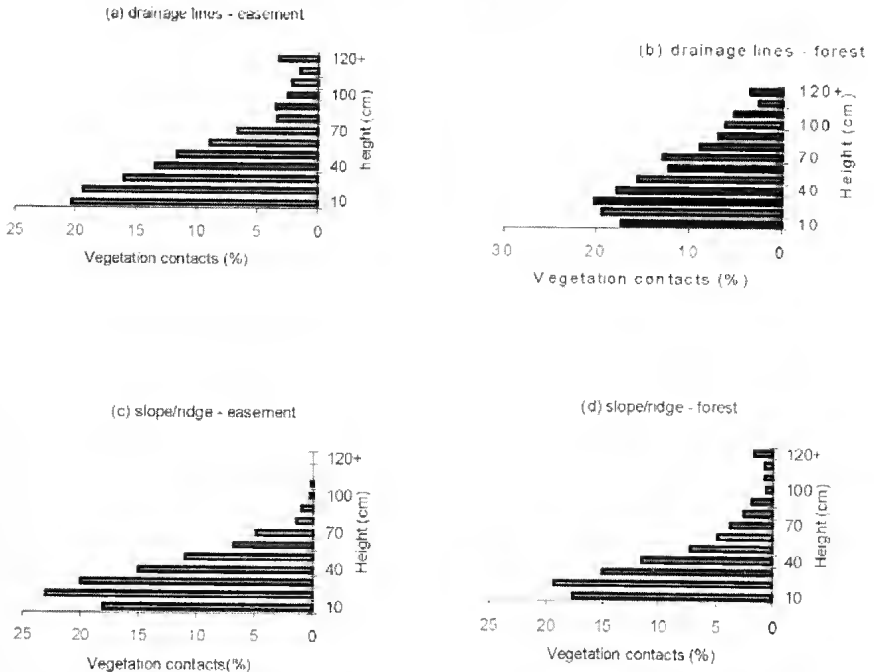 (a) drainage lines - easement
120+
100
70
40
10
height (cm)
25 20 15 10 5 0
Vegetation contacts (%)
(b) drainage lines - forest
120+
100
70
40
10
Height (cm)
30 20 10 0
Vegetation contacts (%)
(c) slope/ridge - easement
120+
100
70
40
10
Height (cm)
25 20 15 10 5 0
Vegetation contacts(%)
(d) slope/ridge - forest
120+
100
70
40
10
Height (cm)
25 20 15 10 5 0
Vegetation contacts (%)